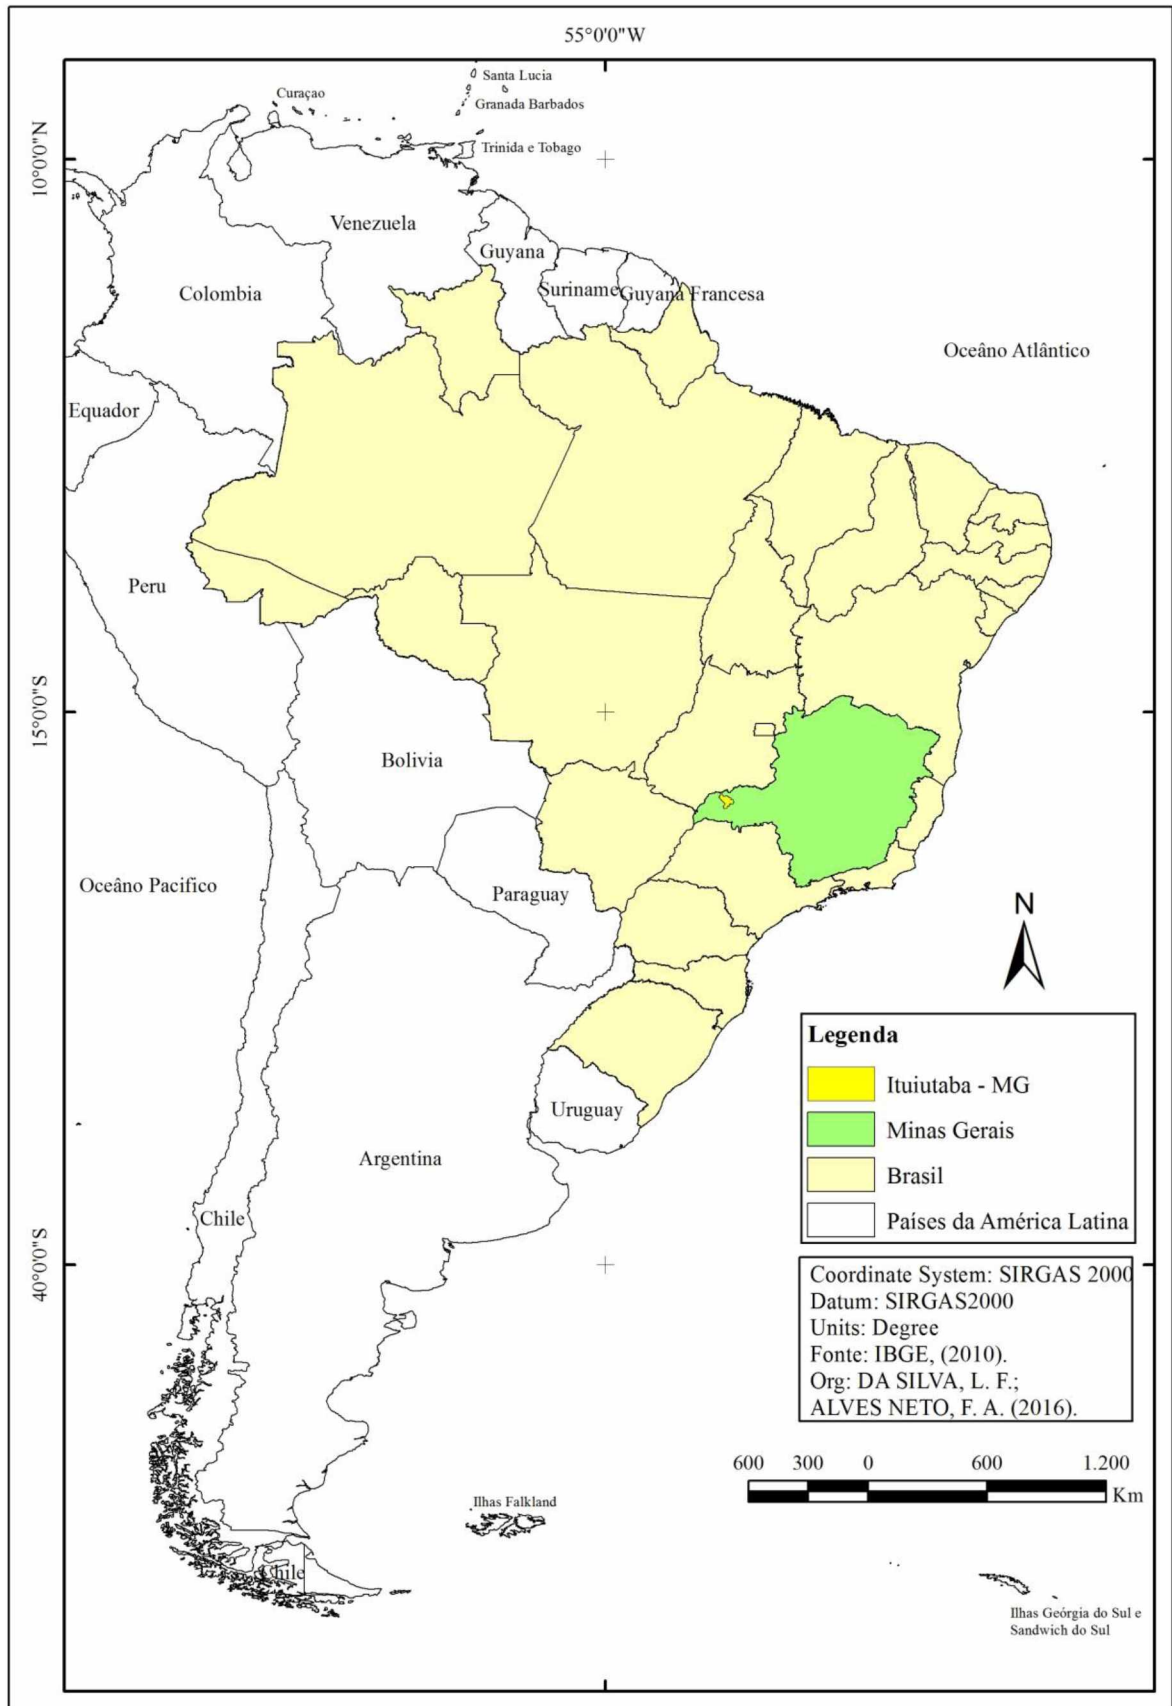 55°0'0"W
Santa Lucia
Curaçao
Granada Barbados
10°0'0"N
Trinida e Tobago
Venezuela
Guyana
Suriname
Guyana Francesa
Colombia
Oceâno Atlântico
Equador
Peru
15°0'0"S
Bolivia
Oceâno Pacifico
Paraguay
N
Legenda
Ituiutaba - MG
Minas Gerais
Brasil
Países da América Latina
Uruguay
Argentina
Chile
40°0'0"S
Coordinate System: SIRGAS 2000
Datum: SIRGAS2000
Units: Degree
Fonte: IBGE, (2010).
Org: DA SILVA, L. F.;
ALVES NETO, F. A. (2016).
600 300 0 600 1.200
Km
Ilhas Falkland
Chile
Ilhas Geórgia do Sul e
Sandwich do Sul